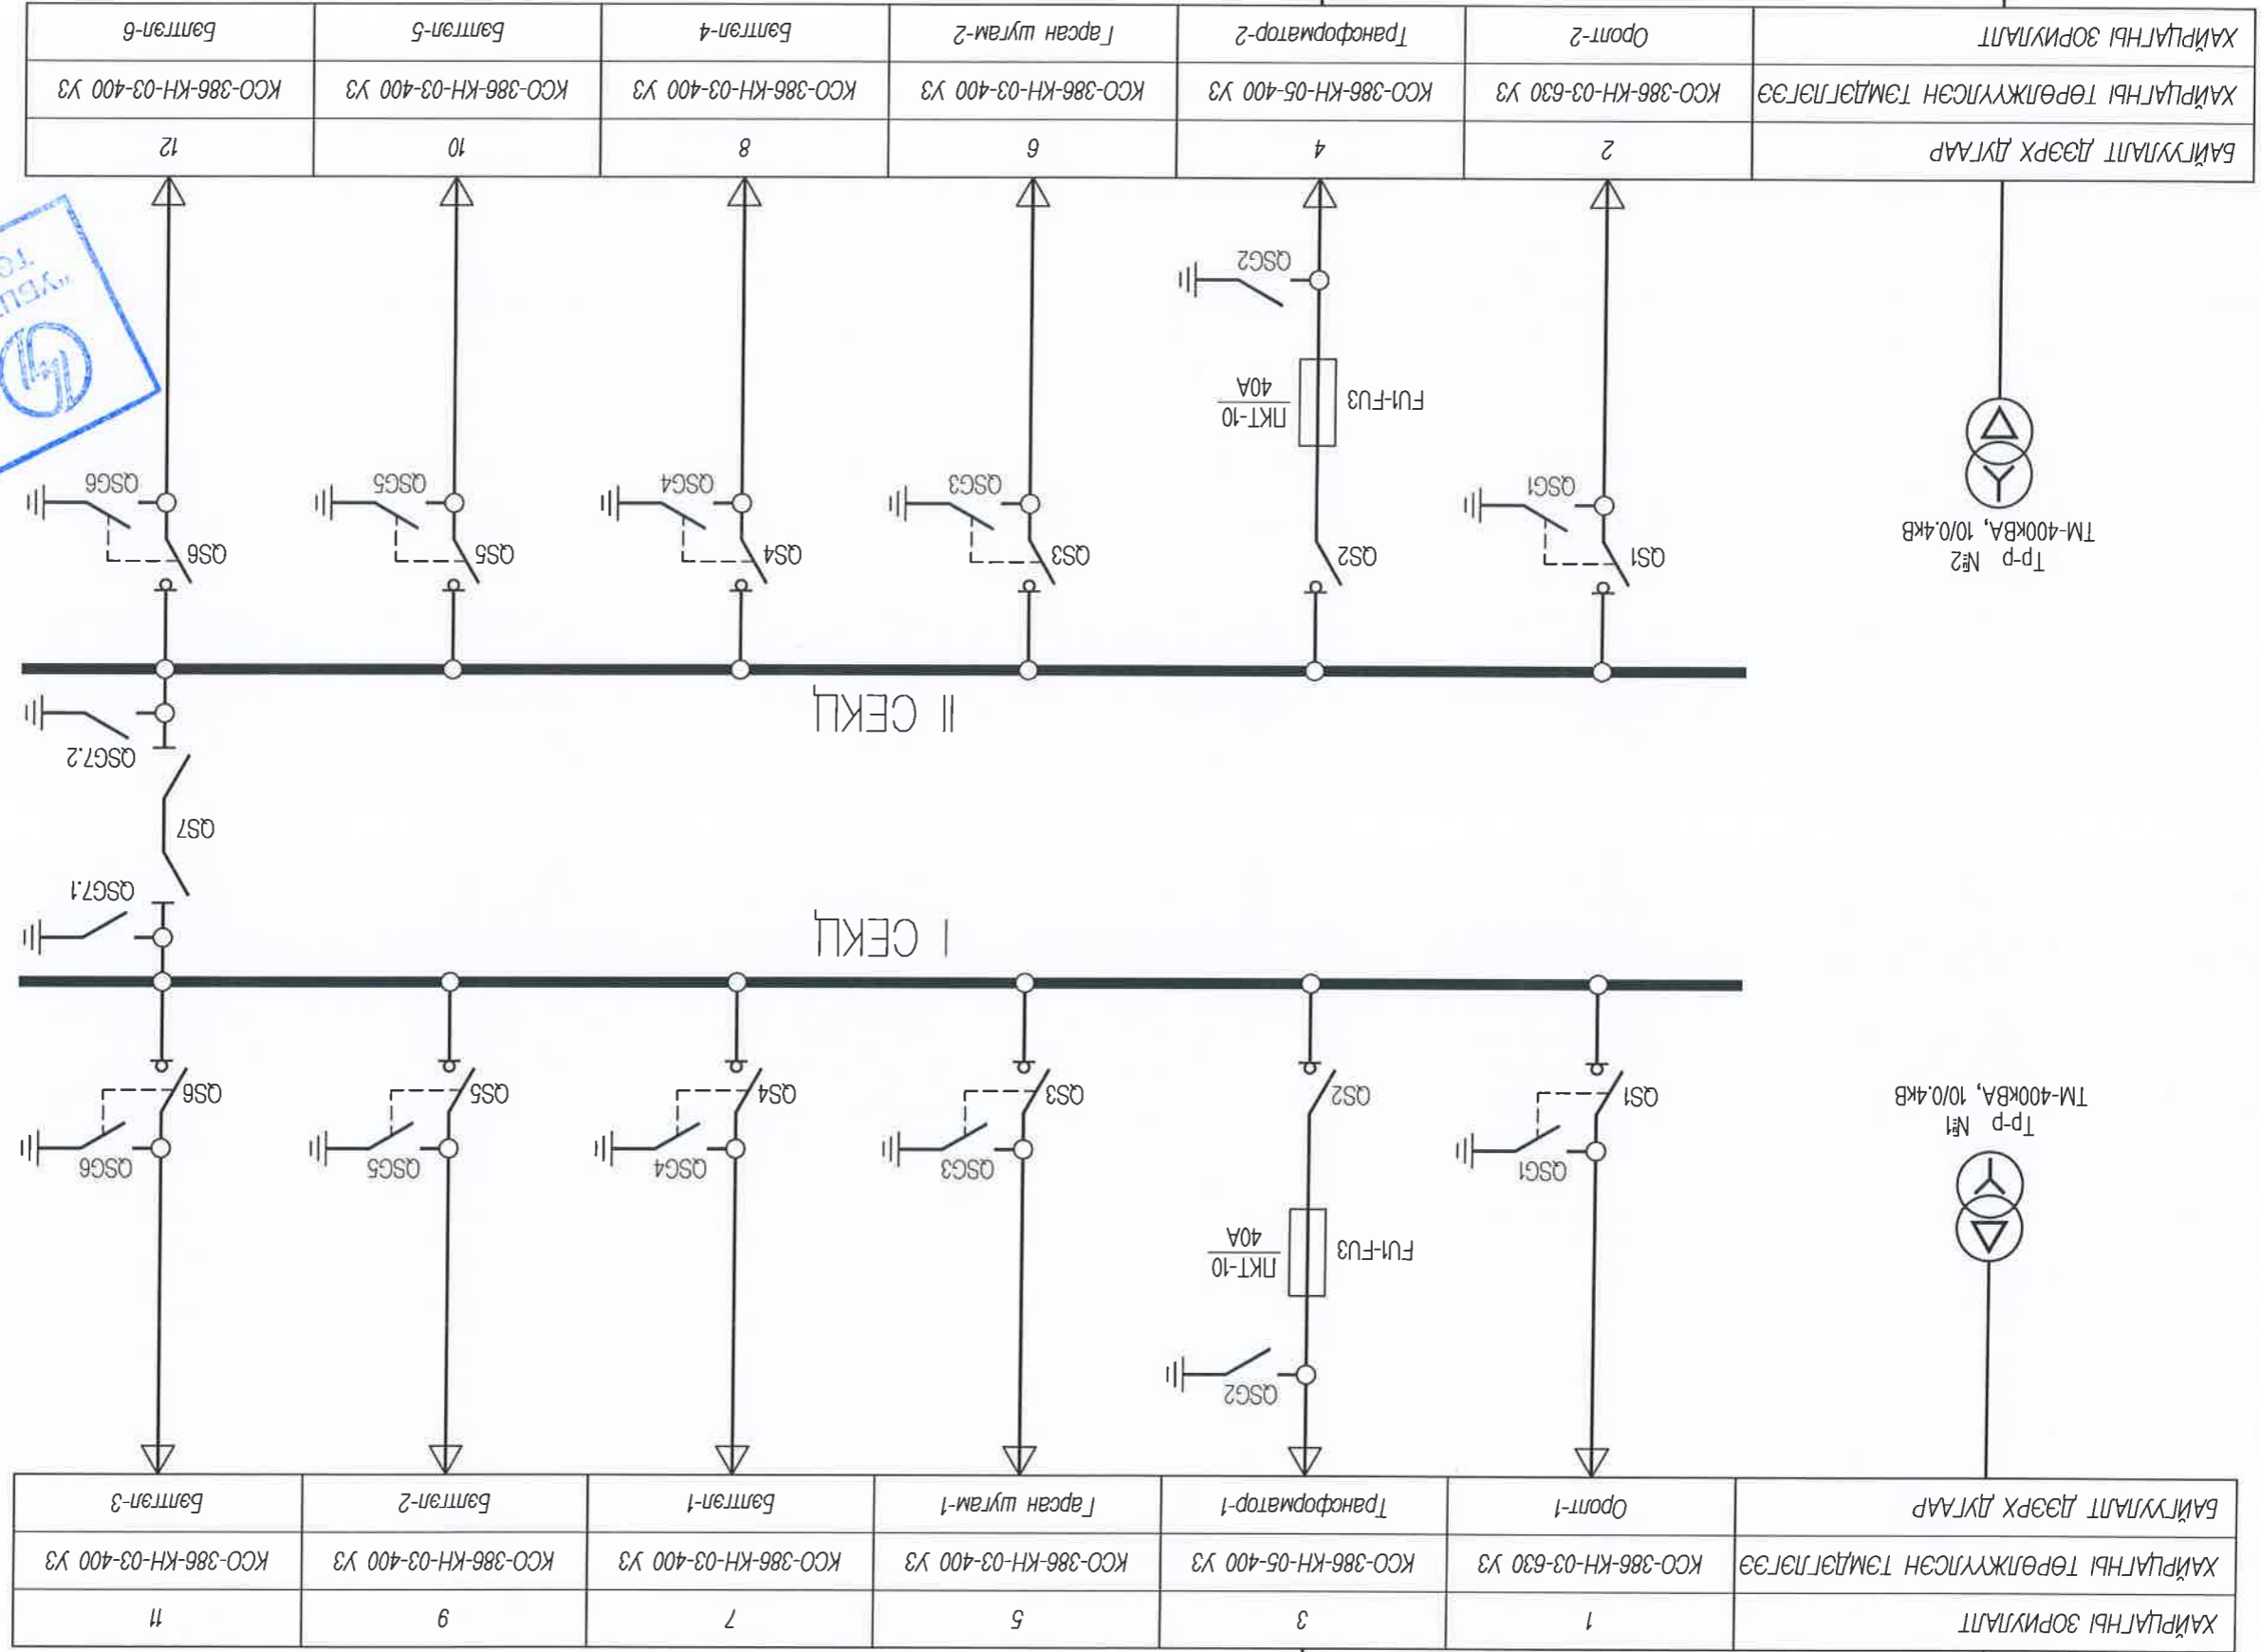 ХАЙРЦАГНЫ ЗОРИУЛАЛТ 1 3 5 7 9 11
ХАЙРЦАГНЫ ТӨРӨЛЖҮҮЛСЭН ТЭМДЭГЛЭГЭЭ КСО-386-КН-03-630 У3 КСО-386-КН-05-400 У3 КСО-386-КН-03-400 У3 КСО-386-КН-03-400 У3 КСО-386-КН-03-400 У3 КСО-386-КН-03-400 У3
БАЙГУУЛАЛТ ДЭЭРХ ДУГААР Оролт-1 Трансформатор-1 Гарсан шугам-1 Бэлтгэл-1 Бэлтгэл-2 Бэлтгэл-3
QSG2
FU1-FU3
ПКТ-10
40А
QSG1 QSG3 QSG4 QSG5 QSG6
Тр-р №1
ТМ-400кВА, 10/0.4кВ
QS1 QS2 QS3 QS4 QS5 QS6
I СЕКЦ
QSG7.1
QS7
QSG7.2
II СЕКЦ
QS1 QS2 QS3 QS4 QS5 QS6
Тр-р №2
ТМ-400кВА, 10/0.4кВ
QSG1 QSG3 QSG4 QSG5 QSG6
FU1-FU3
ПКТ-10
40А
QSG2
БАЙГУУЛАЛТ ДЭЭРХ ДУГААР 2 4 6 8 10 12
ХАЙРЦАГНЫ ТӨРӨЛЖҮҮЛСЭН ТЭМДЭГЛЭГЭЭ КСО-386-КН-03-630 У3 КСО-386-КН-05-400 У3 КСО-386-КН-03-400 У3 КСО-386-КН-03-400 У3 КСО-386-КН-03-400 У3 КСО-386-КН-03-400 У3
ХАЙРЦАГНЫ ЗОРИУЛАЛТ Оролт-2 Трансформатор-2 Гарсан шугам-2 Бэлтгэл-4 Бэлтгэл-5 Бэлтгэл-6